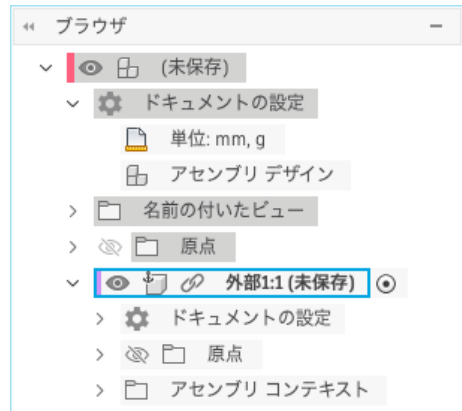 ブラウザ
(未保存)
ドキュメントの設定
単位: mm, g
アセンブリ デザイン
名前の付いたビュー
原点
外部1:1 (未保存)
ドキュメントの設定
原点
アセンブリ コンテキスト